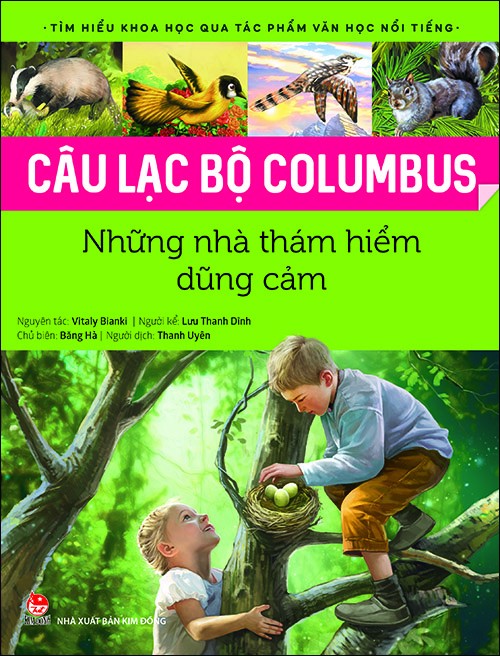 • TÌM HIỂU KHOA HỌC QUA TÁC PHẨM VĂN HỌC NỔI TIẾNG •
CÂU LẠC BỘ COLUMBUS
Những nhà thám hiểm
dũng cảm
Nguyên tác: Vitaly Bianki | Người kể: Lưu Thanh Dinh
Chủ biên: Băng Hà | Người dịch: Thanh Uyên
NHÀ XUẤT BẢN KIM ĐỒNG